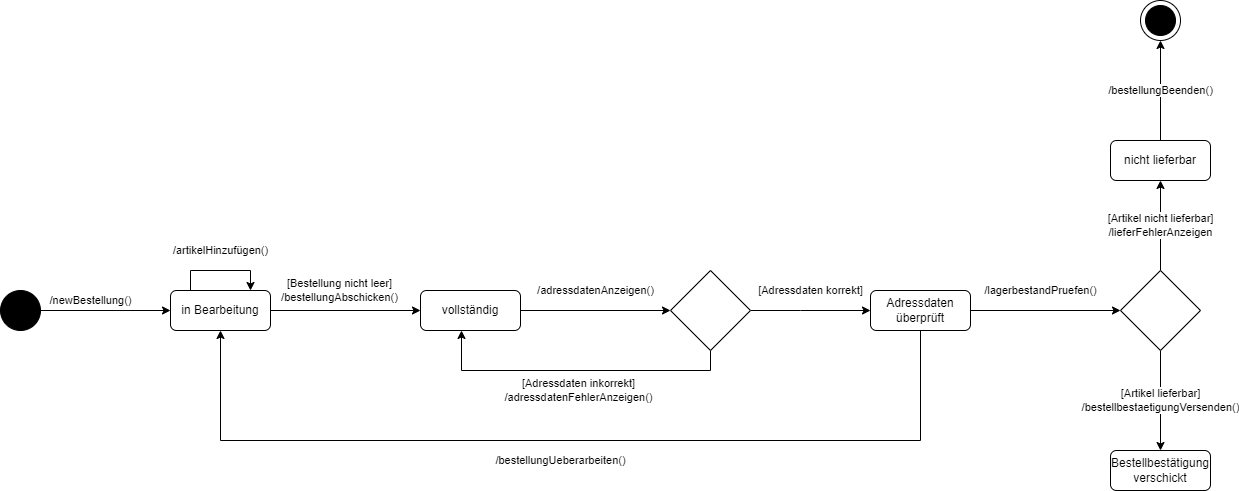 /bestellungBeenden()
nicht lieferbar
[Artikel nicht lieferbar]
/lieferFehlerAnzeigen
/artikelHinzufügen()
/newBestellung()
in Bearbeitung
[Bestellung nicht leer]
/bestellungAbschicken()
vollständig
/adressdatenAnzeigen()
[Adressdaten korrekt]
Adressdaten
überprüft
/lagerbestandPruefen()
[Adressdaten inkorrekt]
/adressdatenFehlerAnzeigen()
[Artikel lieferbar]
/bestellbestaetigungVersenden()
/bestellungUeberarbeiten()
Bestellbestätigung
verschickt